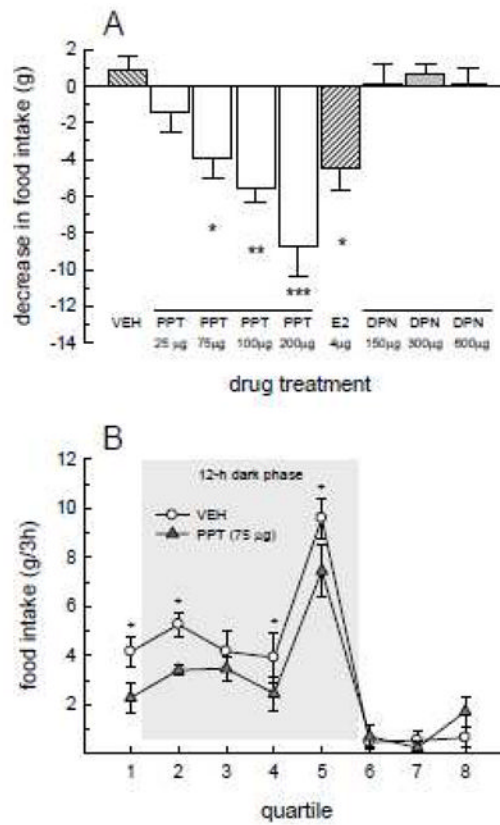 A
decrease in food intake (g)
2
0
-2
-4
-6
-8
-10
-12
-14
*
**
***
*
VEH PPT PPT PPT PPT E2 DPN DPN DPN
25 µg 75µg 100µg 200µg 4µg 150µg 300µg 600µg
drug treatment
B
food intake (g/3h)
12
10
8
6
4
2
12-h dark phase
VEH
PPT (75 µg)
1 2 3 4 5 6 7 8
quartile